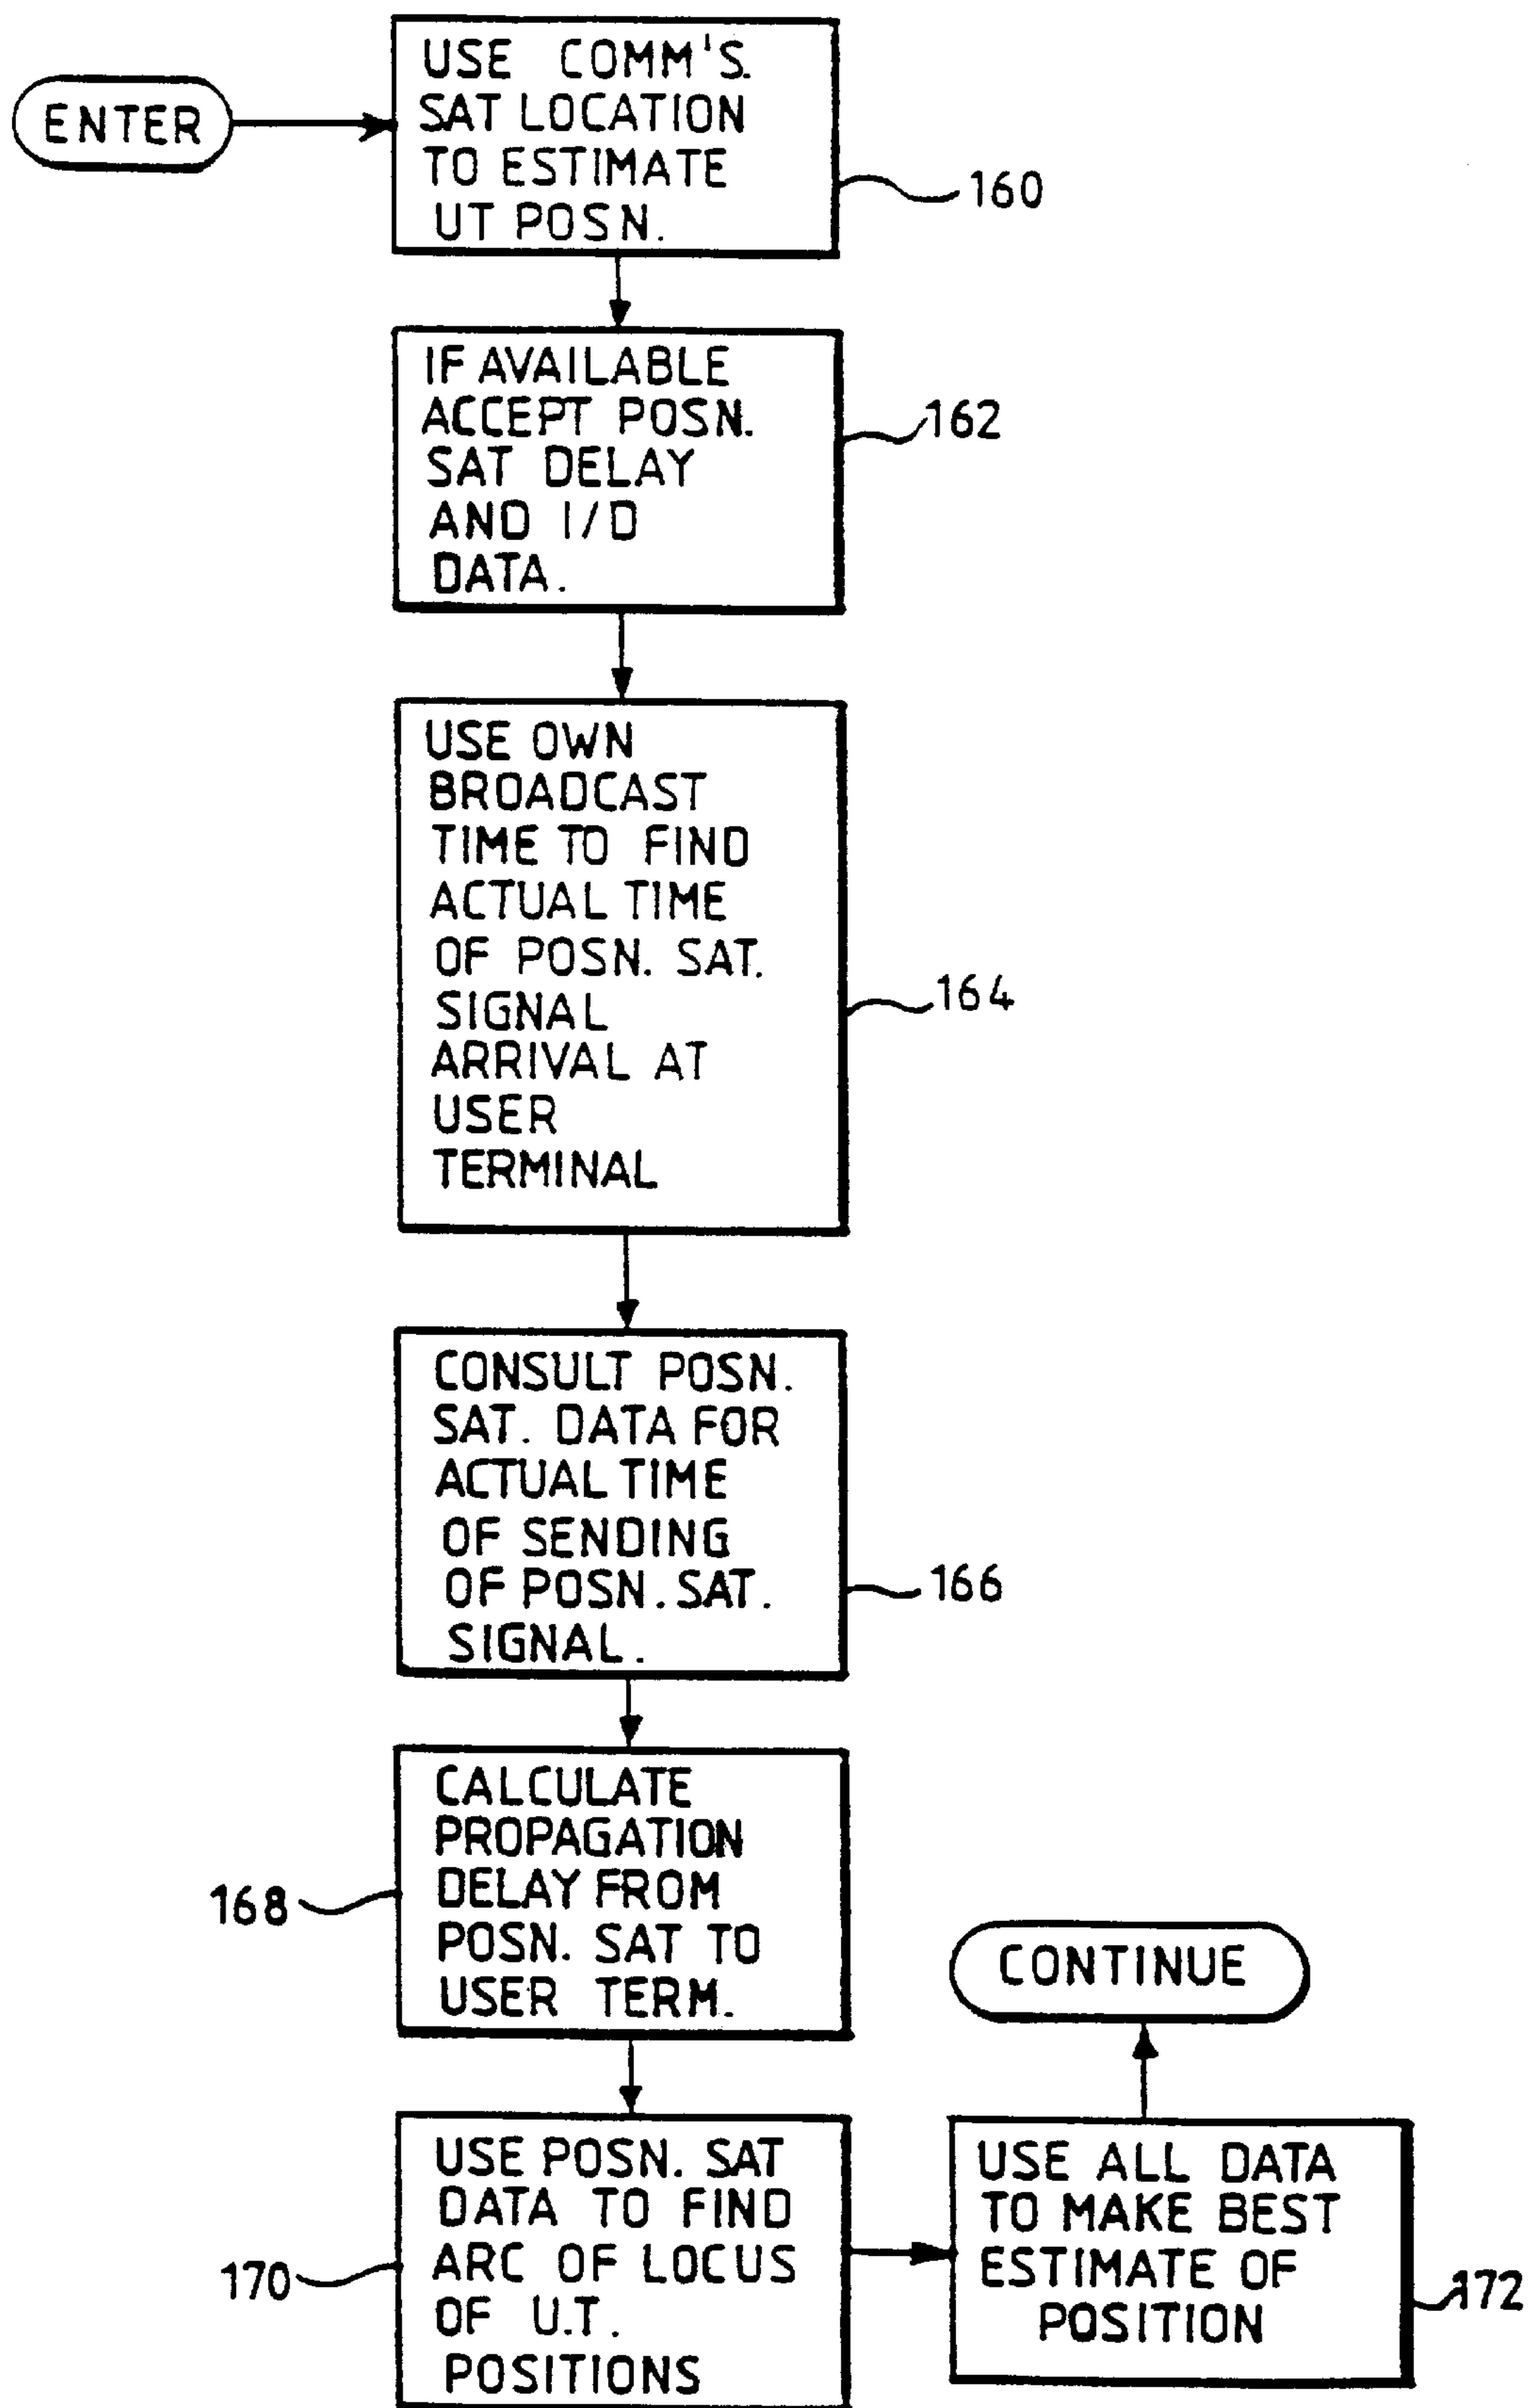 ENTER
USE COMM'S.
SAT LOCATION
TO ESTIMATE
UT POSN.
160
IF AVAILABLE
ACCEPT POSN.
SAT DELAY
AND I/D
DATA.
162
USE OWN
BROADCAST
TIME TO FIND
ACTUAL TIME
OF POSN. SAT.
SIGNAL
ARRIVAL AT
USER
TERMINAL
164
CONSULT POSN.
SAT. DATA FOR
ACTUAL TIME
OF SENDING
OF POSN. SAT.
SIGNAL.
166
CALCULATE
PROPAGATION
DELAY FROM
POSN. SAT TO
USER TERM.
168
USE POSN. SAT
DATA TO FIND
ARC OF LOCUS
OF U.T.
POSITIONS
170
USE ALL DATA
TO MAKE BEST
ESTIMATE OF
POSITION
172
CONTINUE